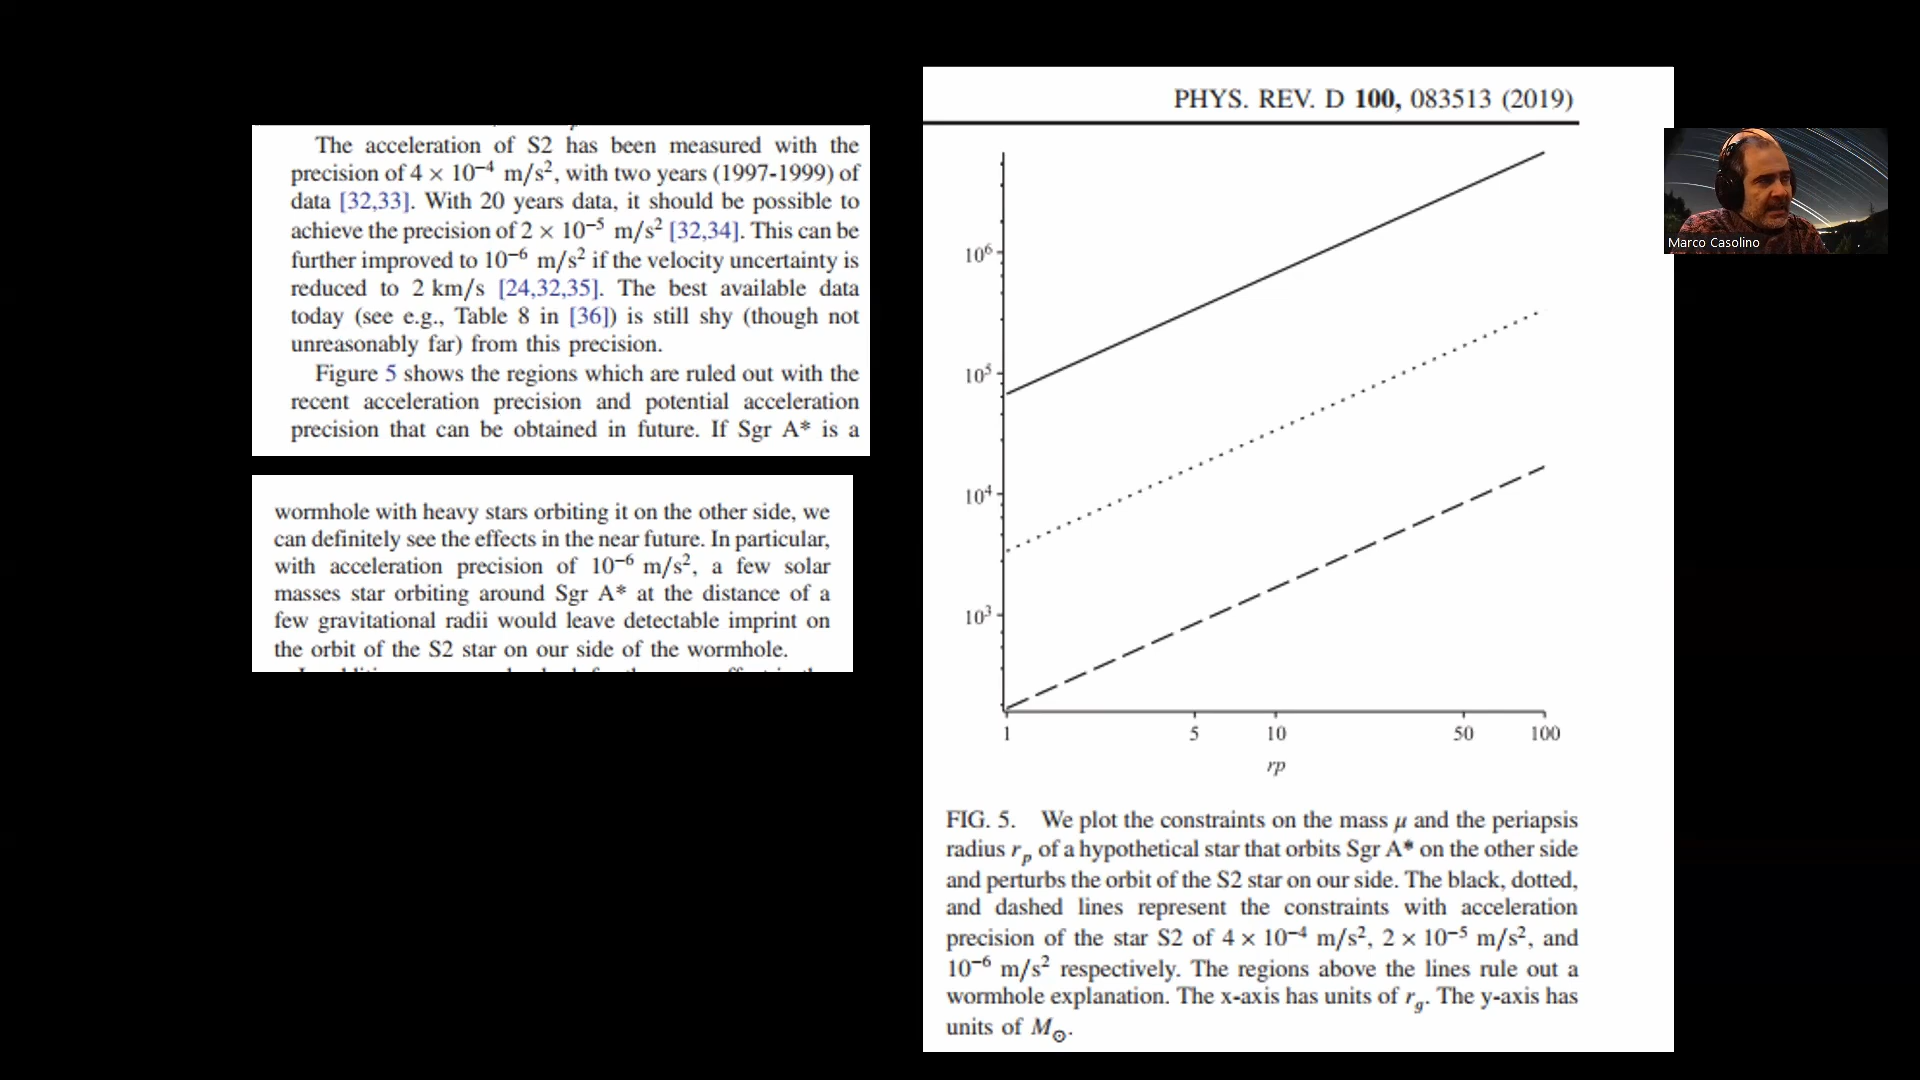 The acceleration of S2 has been measured with the
precision of 4 × 10⁻⁴ m/s², with two years (1997-1999) of
data [32,33]. With 20 years data, it should be possible to
achieve the precision of 2 × 10⁻⁵ m/s² [32,34]. This can be
further improved to 10⁻⁶ m/s² if the velocity uncertainty is
reduced to 2 km/s [24,32,35]. The best available data
today (see e.g., Table 8 in [36]) is still shy (though not
unreasonably far) from this precision.
Figure 5 shows the regions which are ruled out with the
recent acceleration precision and potential acceleration
precision that can be obtained in future. If Sgr A* is a
wormhole with heavy stars orbiting it on the other side, we
can definitely see the effects in the near future. In particular,
with acceleration precision of 10⁻⁶ m/s², a few solar
masses star orbiting around Sgr A* at the distance of a
few gravitational radii would leave detectable imprint on
the orbit of the S2 star on our side of the wormhole.
PHYS. REV. D 100, 083513 (2019)
10⁶
10⁵
10⁴
10³
1 5 10 50 100
rp
FIG. 5. We plot the constraints on the mass μ and the periapsis
radius rₚ of a hypothetical star that orbits Sgr A* on the other side
and perturbs the orbit of the S2 star on our side. The black, dotted,
and dashed lines represent the constraints with acceleration
precision of the star S2 of 4 × 10⁻⁴ m/s², 2 × 10⁻⁵ m/s², and
10⁻⁶ m/s² respectively. The regions above the lines rule out a
wormhole explanation. The x-axis has units of r_g. The y-axis has
units of M☉.
Marco Casolino